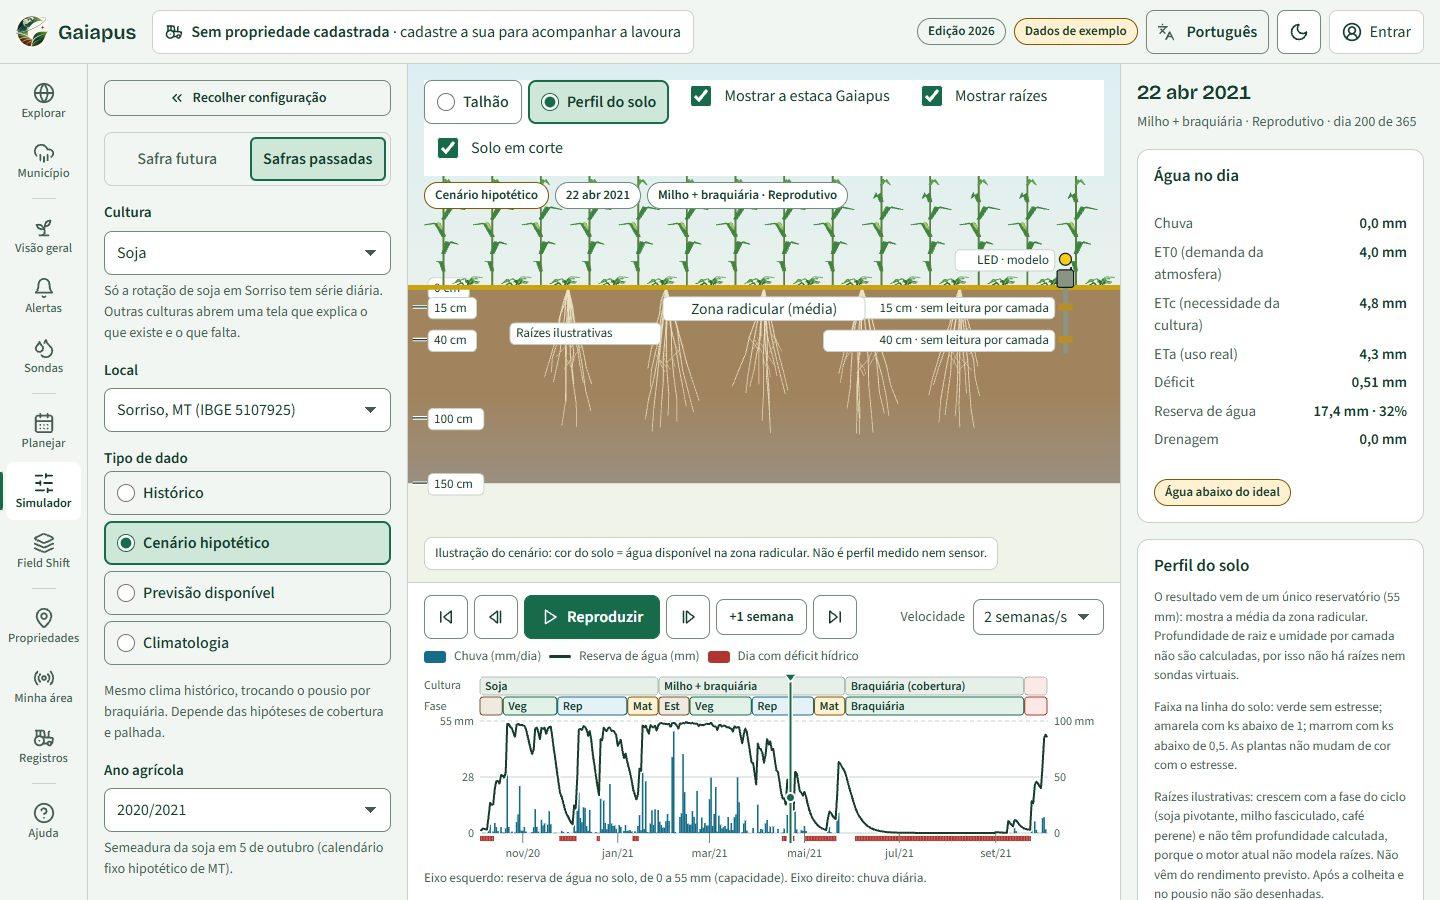 Gaiapus
Sem propriedade cadastrada · cadastre a sua para acompanhar a lavoura
Edição 2026
Dados de exemplo
Português
Entrar
Explorar
Município
Visão geral
Alertas
Sondas
Planejar
Simulador
Field Shift
Propriedades
Minha área
Registros
Ajuda
Recolher configuração
Safra futura
Safras passadas
Cultura
Soja
Só a rotação de soja em Sorriso tem série diária.
Outras culturas abrem uma tela que explica o
que existe e o que falta.
Local
Sorriso, MT (IBGE 5107925)
Tipo de dado
Histórico
Cenário hipotético
Previsão disponível
Climatologia
Mesmo clima histórico, trocando o pousio por
braquiária. Depende das hipóteses de cobertura
e palhada.
Ano agrícola
2020/2021
Semeadura da soja em 5 de outubro (calendário
fixo hipotético de MT).
Talhão
Perfil do solo
Mostrar a estaca Gaiapus
Mostrar raízes
Solo em corte
Cenário hipotético
22 abr 2021
Milho + braquiária · Reprodutivo
LED · modelo
15 cm
Zona radicular (média)
15 cm · sem leitura por camada
Raízes ilustrativas
40 cm
40 cm · sem leitura por camada
100 cm
150 cm
Ilustração do cenário: cor do solo = água disponível na zona radicular. Não é perfil medido nem sensor.
Reproduzir
+1 semana
Velocidade
2 semanas/s
Chuva (mm/dia)
Reserva de água (mm)
Dia com déficit hídrico
Cultura
Soja
Milho + braquiária
Braquiária (cobertura)
Fase
Veg
Rep
Mat
Est
Veg
Rep
Mat
Braquiária
55 mm
100 mm
28
50
0
0
nov/20
jan/21
mar/21
mai/21
jul/21
set/21
Eixo esquerdo: reserva de água no solo, de 0 a 55 mm (capacidade). Eixo direito: chuva diária.
22 abr 2021
Milho + braquiária · Reprodutivo · dia 200 de 365
Água no dia
Chuva 0,0 mm
ET0 (demanda da 4,0 mm
atmosfera)
ETc (necessidade da 4,8 mm
cultura)
ETa (uso real) 4,3 mm
Déficit 0,51 mm
Reserva de água 17,4 mm · 32%
Drenagem 0,0 mm
Água abaixo do ideal
Perfil do solo
O resultado vem de um único reservatório (55
mm): mostra a média da zona radicular.
Profundidade de raiz e umidade por camada
não são calculadas, por isso não há raízes nem
sondas virtuais.
Faixa na linha do solo: verde sem estresse;
amarela com ks abaixo de 1; marrom com ks
abaixo de 0,5. As plantas não mudam de cor
com o estresse.
Raízes ilustrativas: crescem com a fase do ciclo
(soja pivotante, milho fasciculado, café
perene) e não têm profundidade calculada,
porque o motor atual não modela raízes. Não
vêm do rendimento previsto. Após a colheita e
no pousio não são desenhadas.